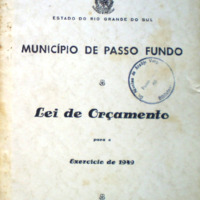 ESTADO DO RIO GRANDE DO SUL
MUNICÍPIO DE PASSO FUNDO
Lei de Orçamento
para o
Exercício de 1949